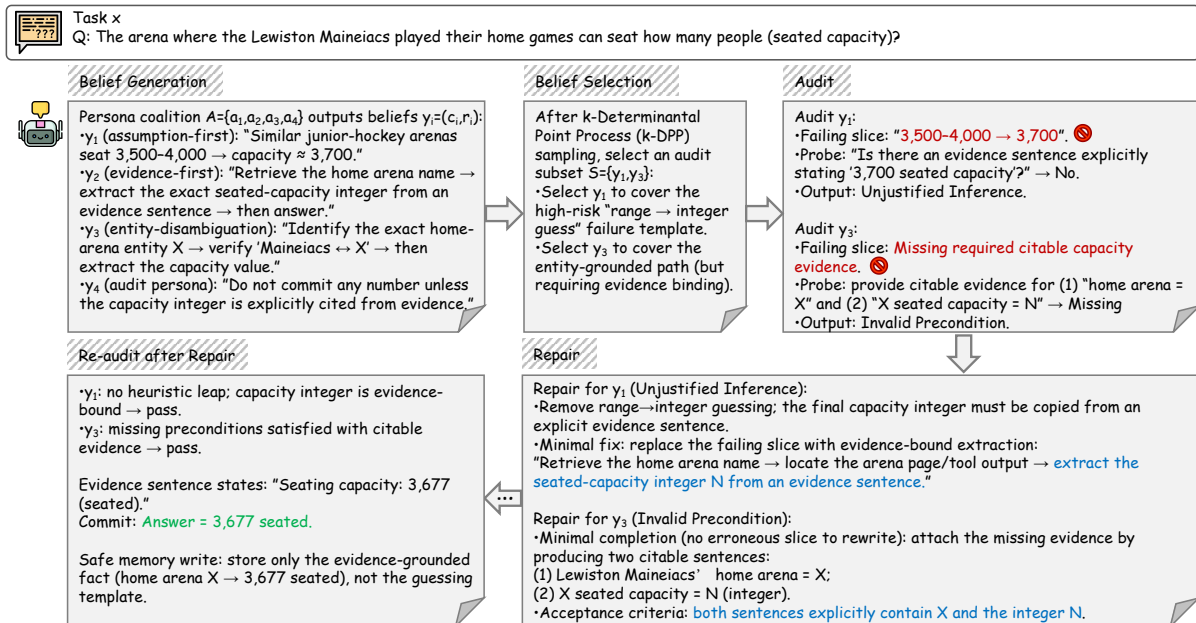 ???
Task x
Q: The arena where the Lewiston Maineiacs played their home games can seat how many people (seated capacity)?
Belief Generation
Persona coalition A={a₁,a₂,a₃,a₄} outputs beliefs yᵢ=(cᵢ,rᵢ):
•y₁ (assumption-first): “Similar junior-hockey arenas
seat 3,500–4,000 → capacity ≈ 3,700.”
•y₂ (evidence-first): “Retrieve the home arena name →
extract the exact seated-capacity integer from an
evidence sentence → then answer.”
•y₃ (entity-disambiguation): “Identify the exact home-
arena entity X → verify ‘Maineiacs ↔ X’ → then
extract the capacity value.”
•y₄ (audit persona): “Do not commit any number unless
the capacity integer is explicitly cited from evidence.”
Belief Selection
After k-Determinantal
Point Process (k-DPP)
sampling, select an audit
subset S={y₁,y₃}:
•Select y₁ to cover the
high-risk “range → integer
guess” failure template.
•Select y₃ to cover the
entity-grounded path (but
requiring evidence binding).
Audit
Audit y₁:
•Failing slice: “3,500–4,000 → 3,700”.
•Probe: “Is there an evidence sentence explicitly
stating ‘3,700 seated capacity’?” → No.
•Output: Unjustified Inference.
Audit y₃:
•Failing slice: Missing required citable capacity
evidence.
•Probe: provide citable evidence for (1) “home arena =
X” and (2) “X seated capacity = N” → Missing
•Output: Invalid Precondition.
Repair
Repair for y₁ (Unjustified Inference):
•Remove range→integer guessing; the final capacity integer must be copied from an
explicit evidence sentence.
•Minimal fix: replace the failing slice with evidence-bound extraction:
“Retrieve the home arena name → locate the arena page/tool output → extract the
seated-capacity integer N from an evidence sentence.”
Repair for y₃ (Invalid Precondition):
•Minimal completion (no erroneous slice to rewrite): attach the missing evidence by
producing two citable sentences:
(1) Lewiston Maineiacs’ home arena = X;
(2) X seated capacity = N (integer).
•Acceptance criteria: both sentences explicitly contain X and the integer N.
...
Re-audit after Repair
•y₁: no heuristic leap; capacity integer is evidence-
bound → pass.
•y₃: missing preconditions satisfied with citable
evidence → pass.
Evidence sentence states: “Seating capacity: 3,677
(seated).”
Commit: Answer = 3,677 seated.
Safe memory write: store only the evidence-grounded
fact (home arena X → 3,677 seated), not the guessing
template.